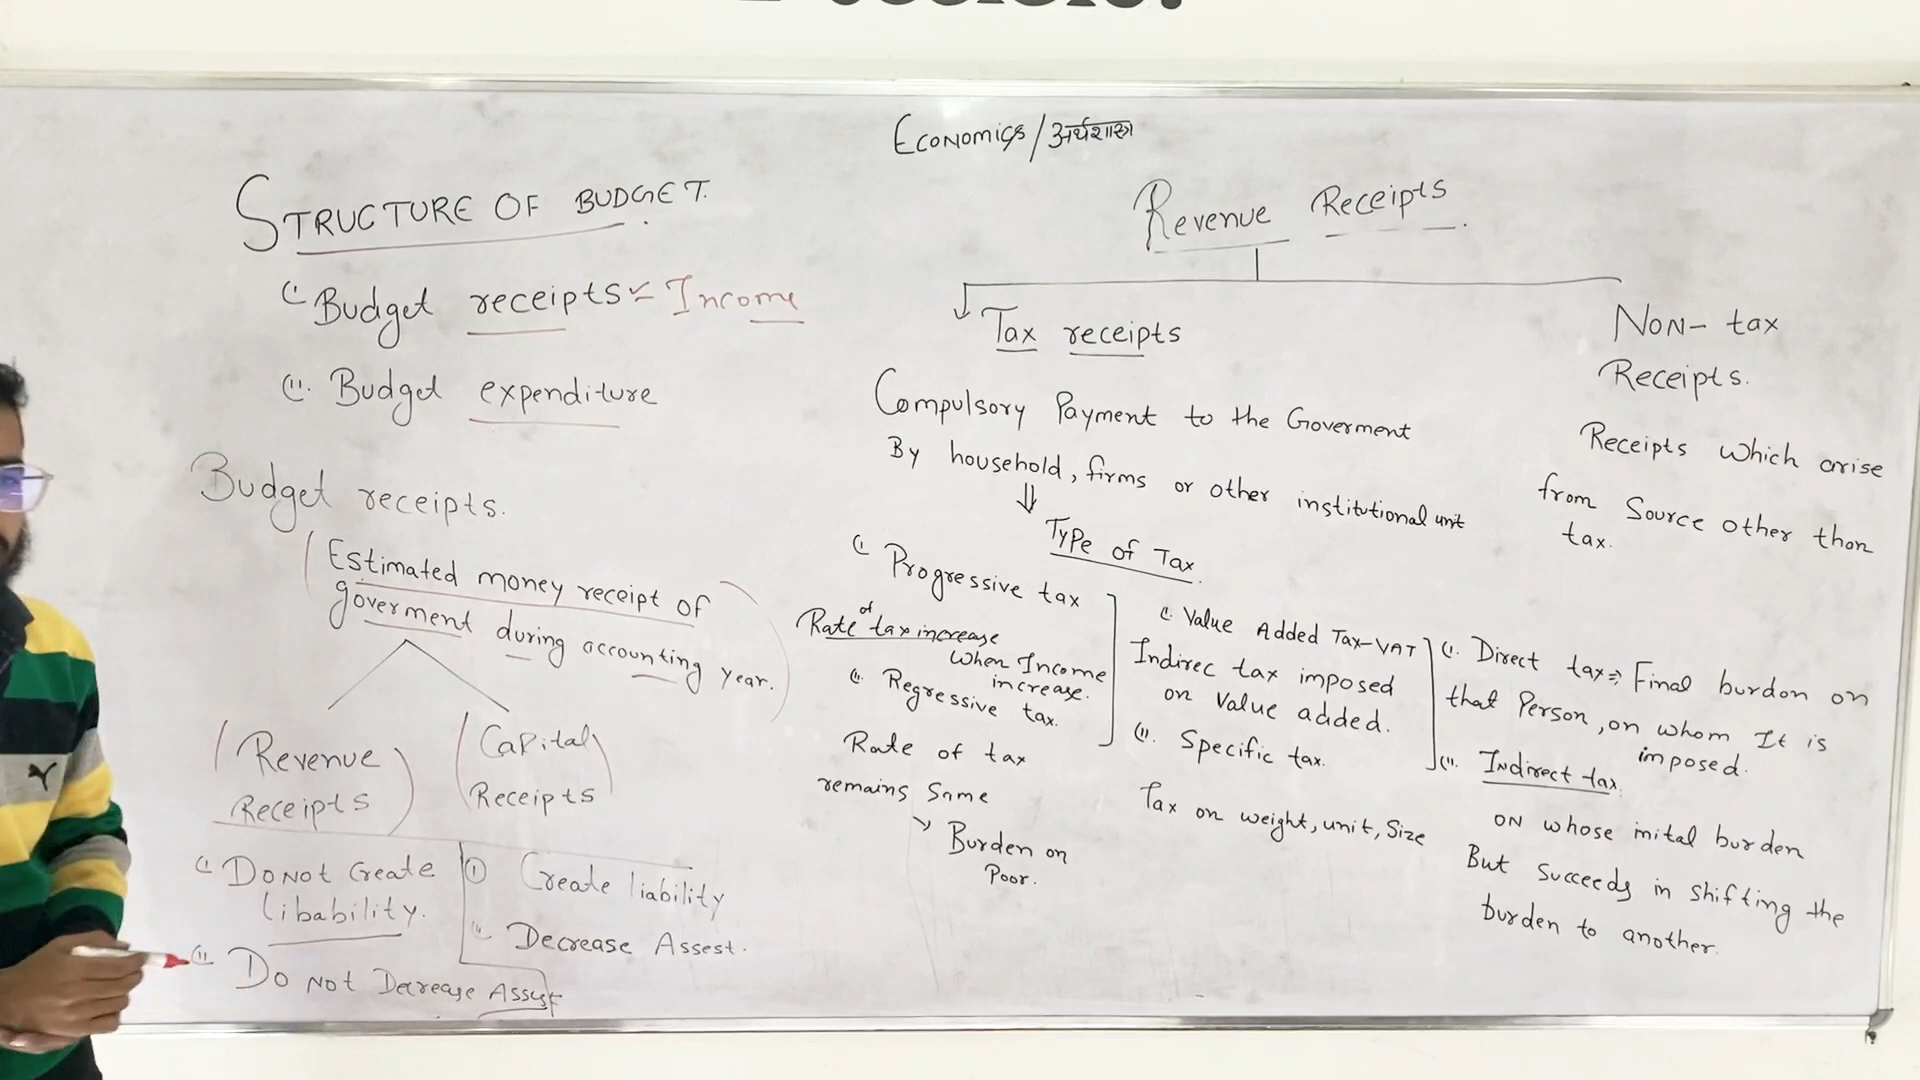 Economics/अर्थशास्त्र
STRUCTURE OF BUDGET.
(i Budget receipts Income
(ii. Budget expenditure
Budget receipts.
Estimated money receipt of
goverment during accounting year.
Revenue
Receipts
Capital
Receipts
(i Do not Create
libability.
(ii Do Not Decrease Assest
(i) Create liability
(ii Decrease Assest.
Revenue Receipts
Tax receipts
Compulsory Payment to the Goverment
By household, firms or other institutional unit
⇓
Type of Tax
(i Progressive tax
Rate of tax increase
when Income
increase.
(ii. Regressive tax.
Rate of tax
remains Same
Burden on
Poor.
(i. Value Added Tax-VAT
Indirec tax imposed
on Value added.
(ii. Specific tax.
Tax on weight, unit, Size
(i. Direct tax ⇒ Final burdon on
that Person, on whom It is
imposed.
(ii. Indirect tax.
ON whose inital burden
But Succeeds in Shifting the
burden to another.
Non- tax
Receipts.
Receipts which arise
from Source other than
tax.